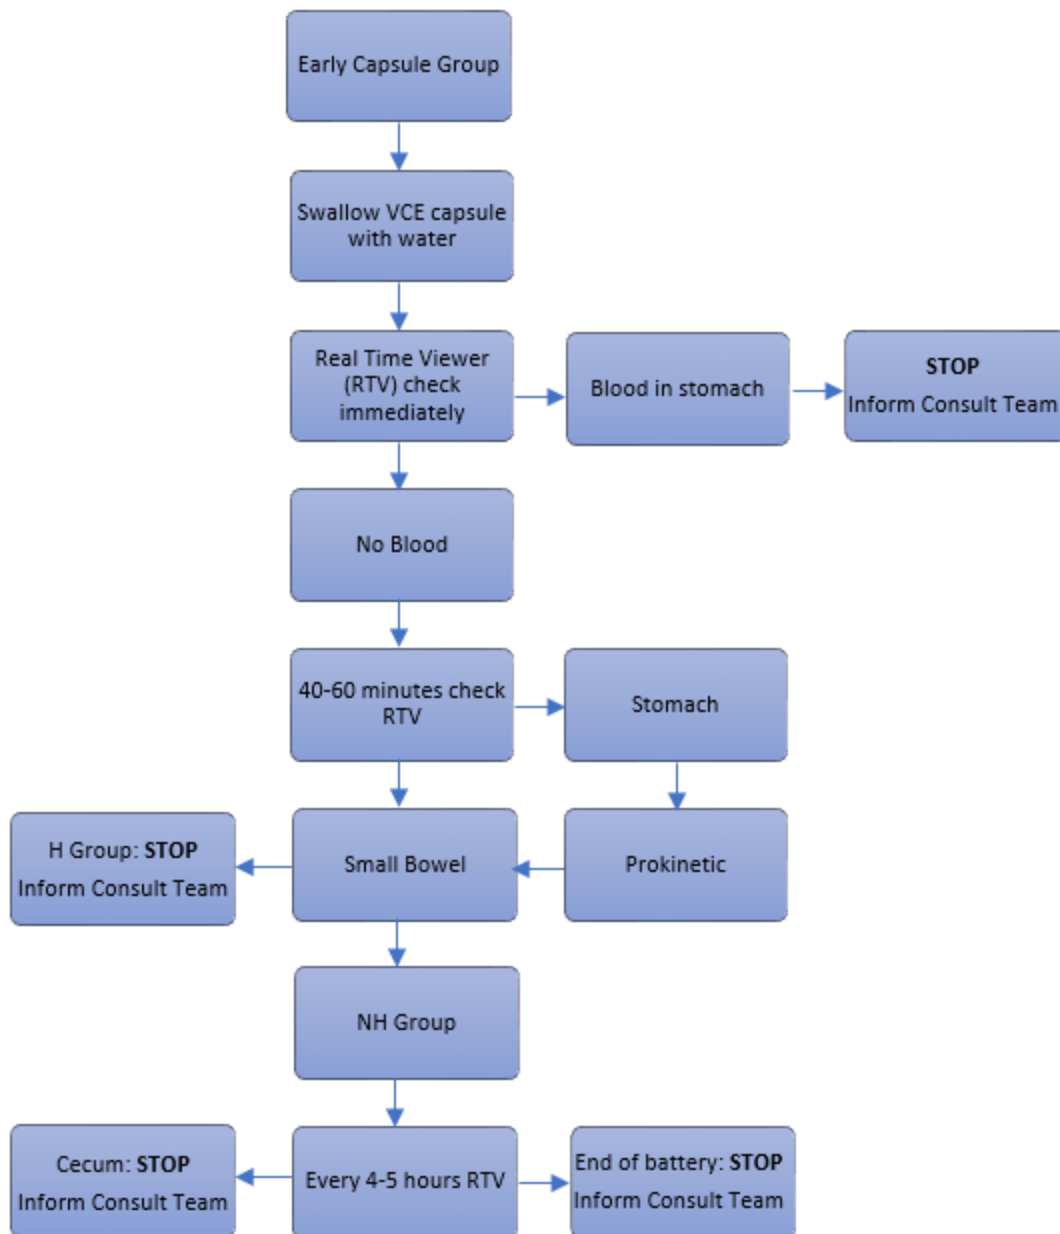 Early Capsule Group
Swallow VCE capsule
with water
Real Time Viewer
(RTV) check
immediately
Blood in stomach
STOP
Inform Consult Team
No Blood
40-60 minutes check
RTV
Stomach
H Group: STOP
Inform Consult Team
Small Bowel
Prokinetic
NH Group
Cecum: STOP
Inform Consult Team
Every 4-5 hours RTV
End of battery: STOP
Inform Consult Team